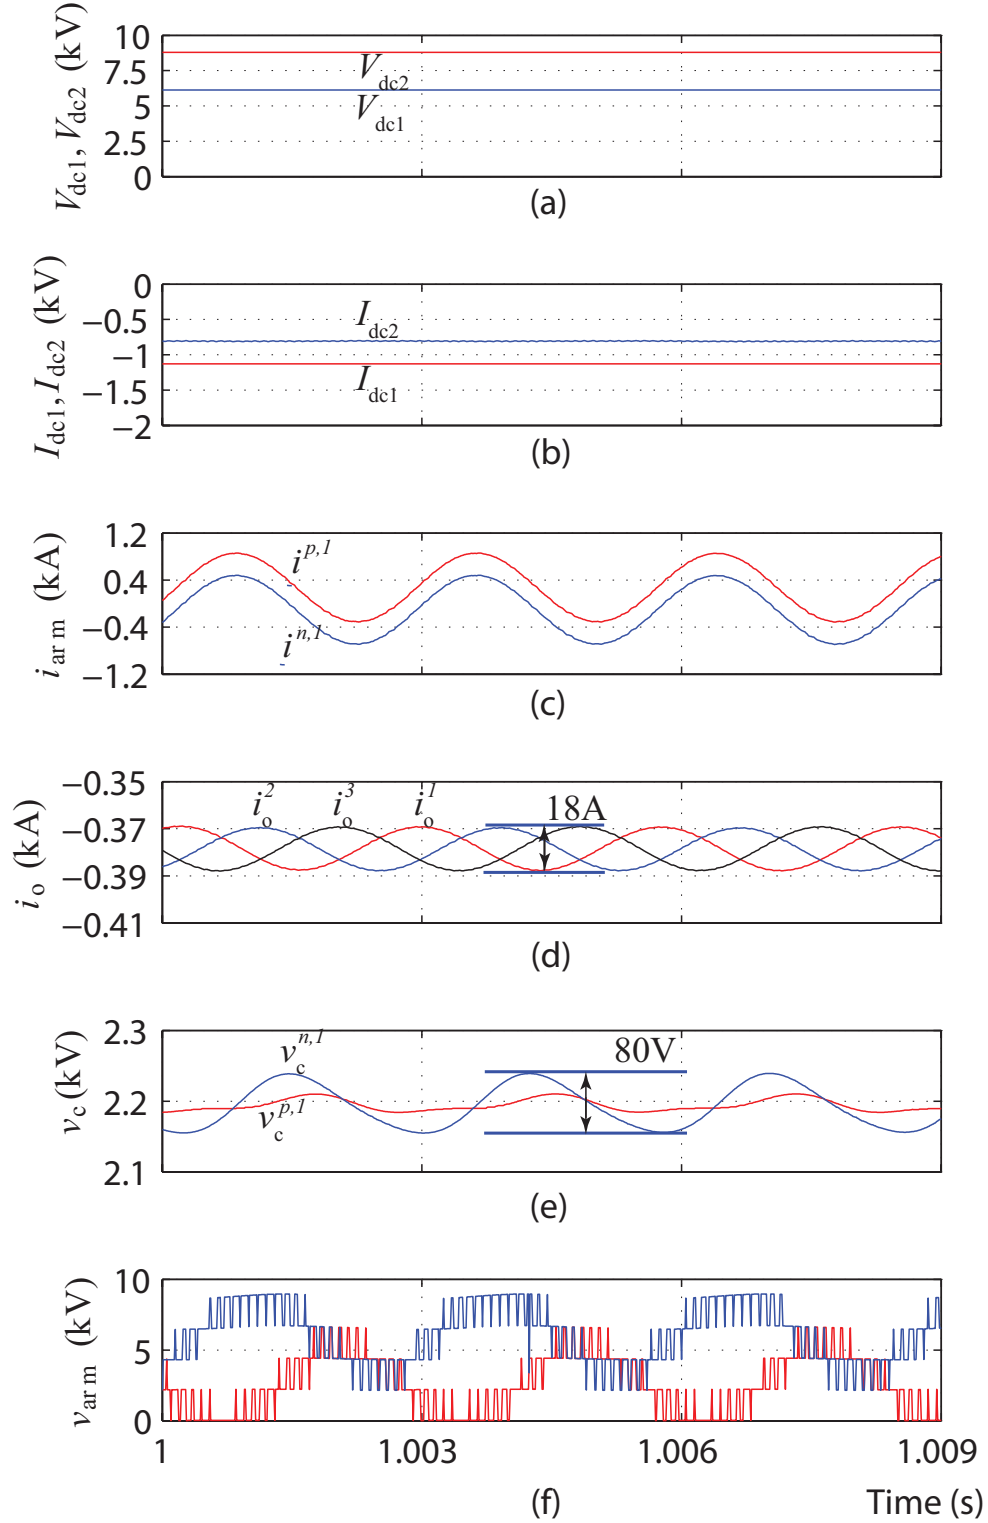 V_dc1, V_dc2 (kV)
10
7.5
5
2.5
0
V_dc2
V_dc1
(a)
I_dc1, I_dc2 (kV)
0
−0.5
−1
−1.5
−2
I_dc2
I_dc1
(b)
i_arm (kA)
1.2
0.4
−0.4
−1.2
i^p,1
i^n,1
(c)
i_o (kA)
−0.35
−0.37
−0.39
−0.41
i_o^2 i_o^3 i_o^1 18A
(d)
v_c (kV)
2.3
2.2
2.1
v_c^n,1 80V
v_c^p,1
(e)
v_arm (kV)
10
5
0
1 1.003 1.006 1.009
(f) Time (s)